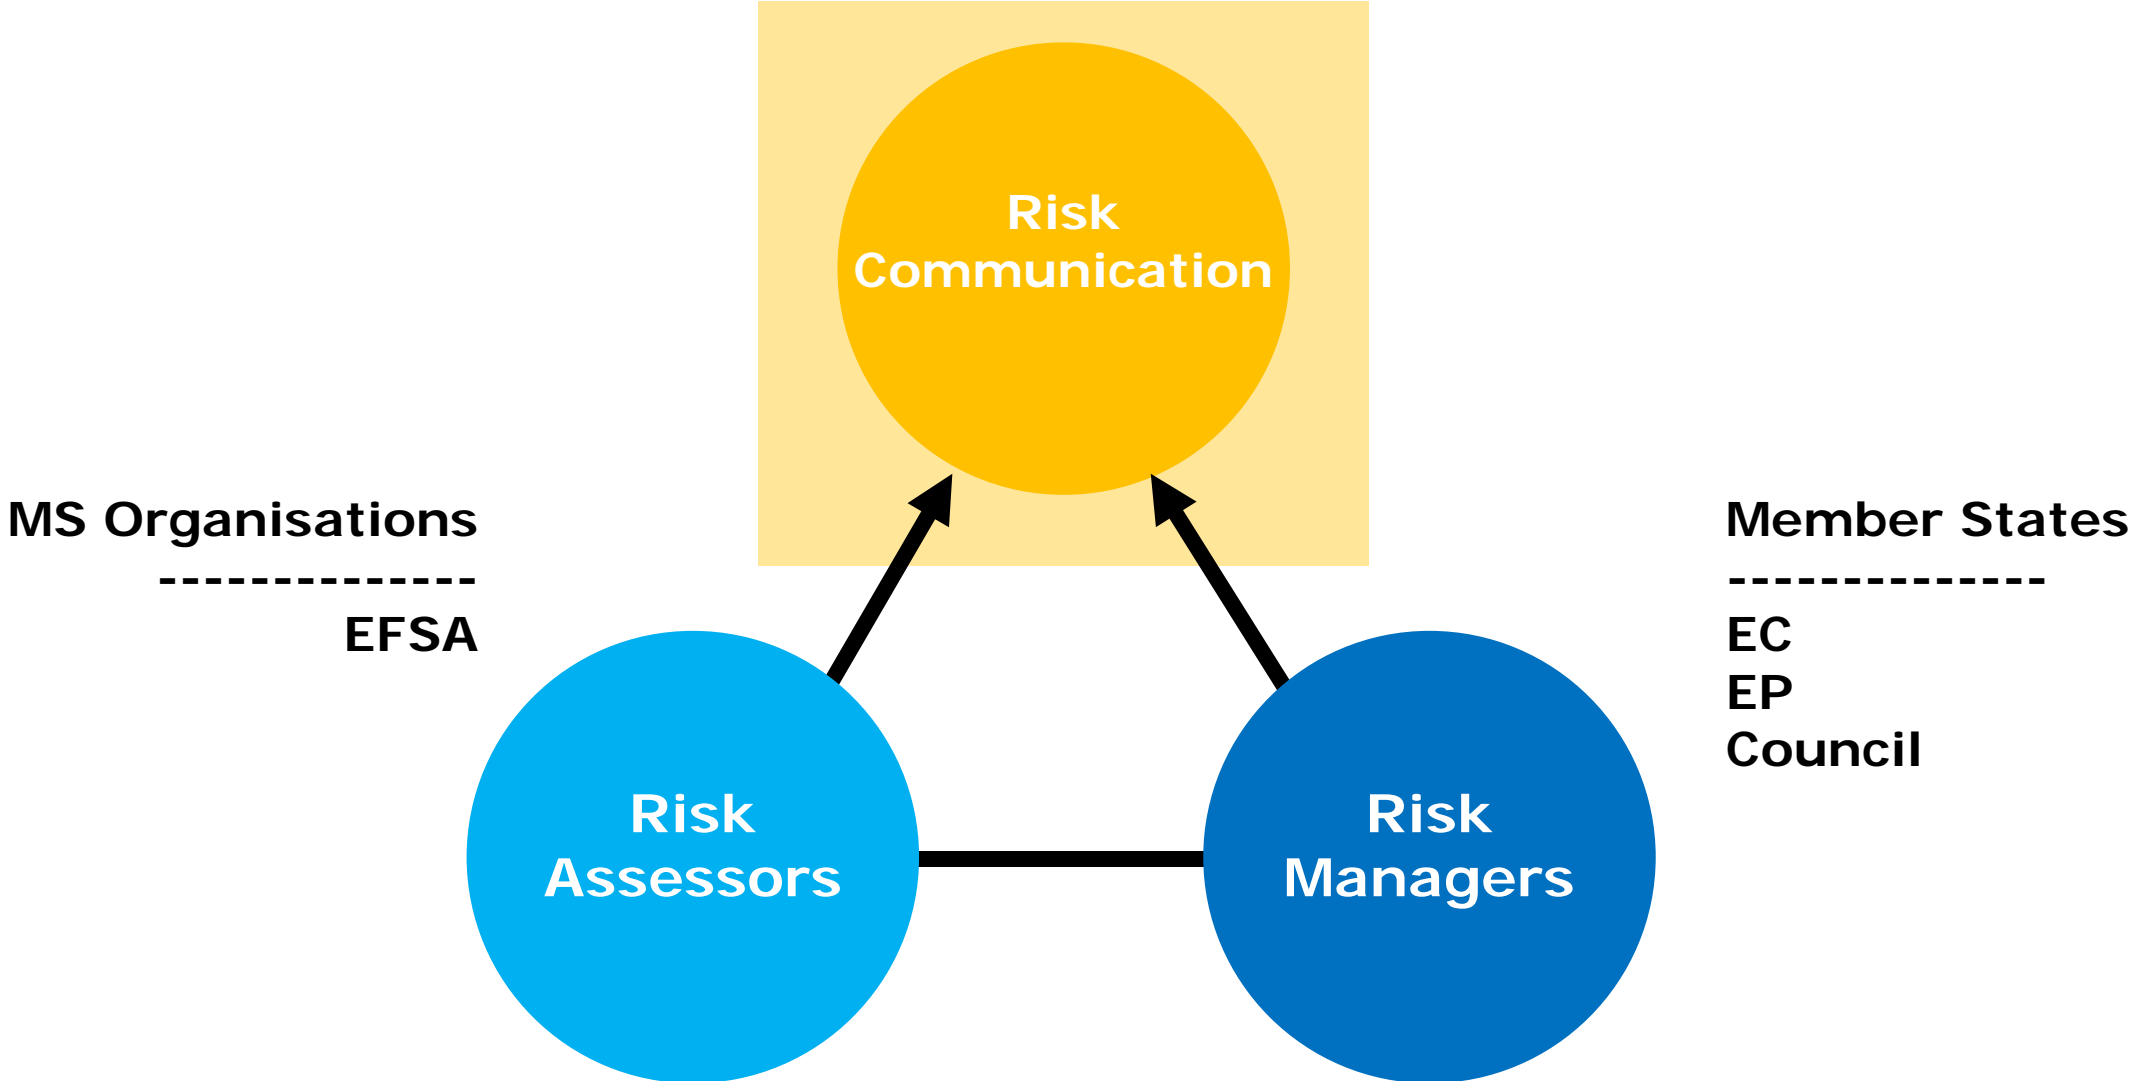 Risk
Communication
MS Organisations
--------------
EFSA
Member States
--------------
EC
EP
Council
Risk
Assessors
Risk
Managers